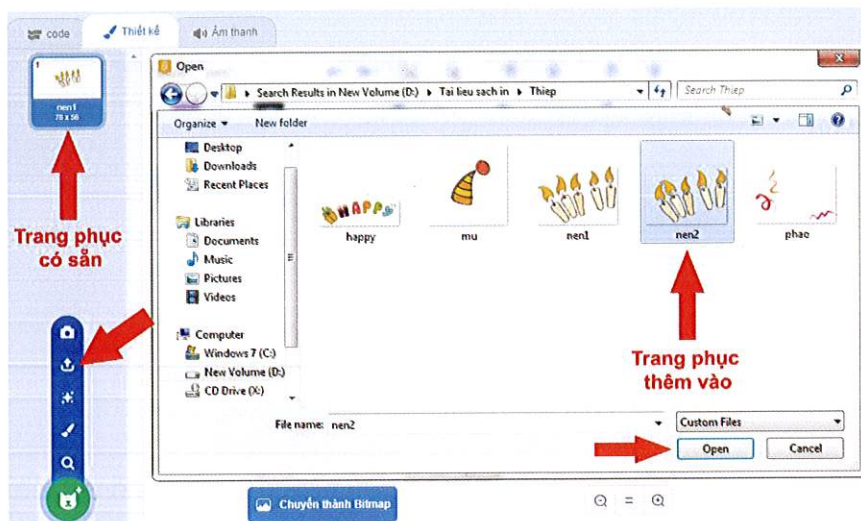 code
Thiết kế
Âm thanh
1
nen1
78 x 56
Trang phục
có sẵn
Open
Search Results in New Volume (D:) ▸ Tai lieu sach in ▸ Thiep
Search Thiep
Organize
New folder
Desktop
Downloads
Recent Places
Libraries
Documents
Music
Pictures
Videos
Computer
Windows 7 (C:)
New Volume (D:)
CD Drive (X:)
HAPPY
happy
mu
nen1
nen2
phao
Trang phục
thêm vào
File name: nen2
Custom Files
Open
Cancel
Chuyển thành Bitmap